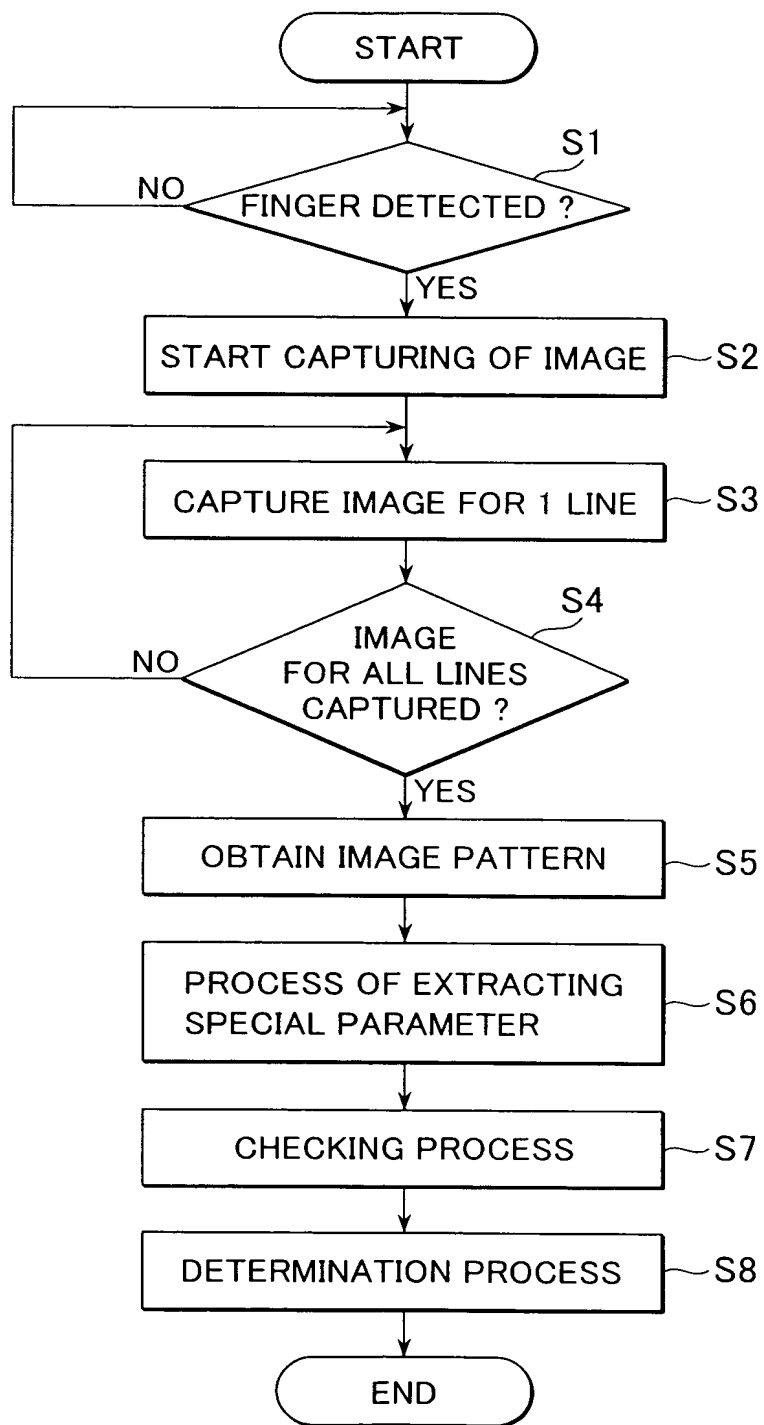 START
S1
NO
FINGER DETECTED ?
YES
START CAPTURING OF IMAGE
S2
CAPTURE IMAGE FOR 1 LINE
S3
S4
IMAGE
NO
FOR ALL LINES
CAPTURED ?
YES
OBTAIN IMAGE PATTERN
S5
PROCESS OF EXTRACTING
SPECIAL PARAMETER
S6
CHECKING PROCESS
S7
DETERMINATION PROCESS
S8
END